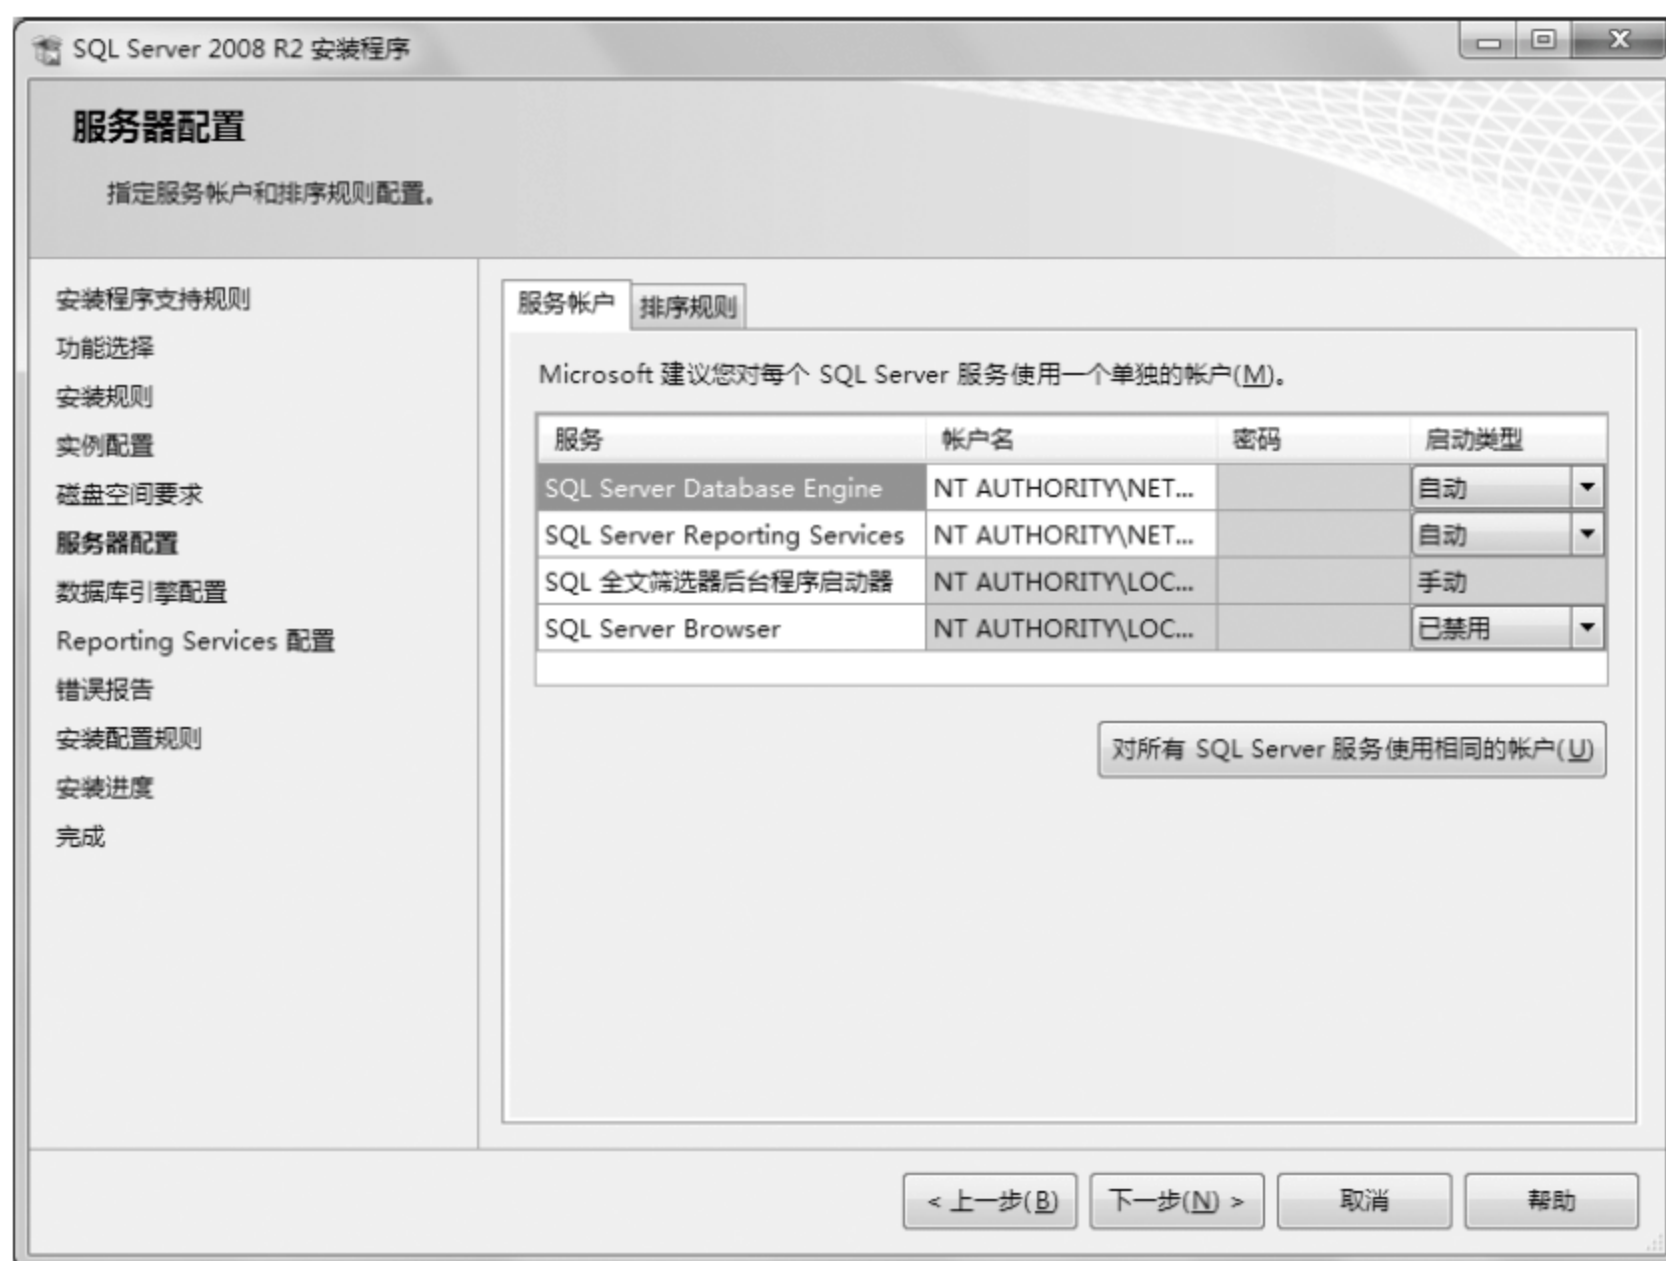 SQL Server 2008 R2 安装程序
服务器配置
指定服务帐户和排序规则配置。
安装程序支持规则
功能选择
安装规则
实例配置
磁盘空间要求
服务器配置
数据库引擎配置
Reporting Services 配置
错误报告
安装配置规则
安装进度
完成
服务帐户 排序规则
Microsoft 建议您对每个 SQL Server 服务使用一个单独的帐户(M)。
服务 帐户名 密码 启动类型
SQL Server Database Engine NT AUTHORITY\NET... 自动
SQL Server Reporting Services NT AUTHORITY\NET... 自动
SQL 全文筛选器后台程序启动器 NT AUTHORITY\LOC... 手动
SQL Server Browser NT AUTHORITY\LOC... 已禁用
对所有 SQL Server 服务使用相同的帐户(U)
< 上一步(B) 下一步(N) > 取消 帮助